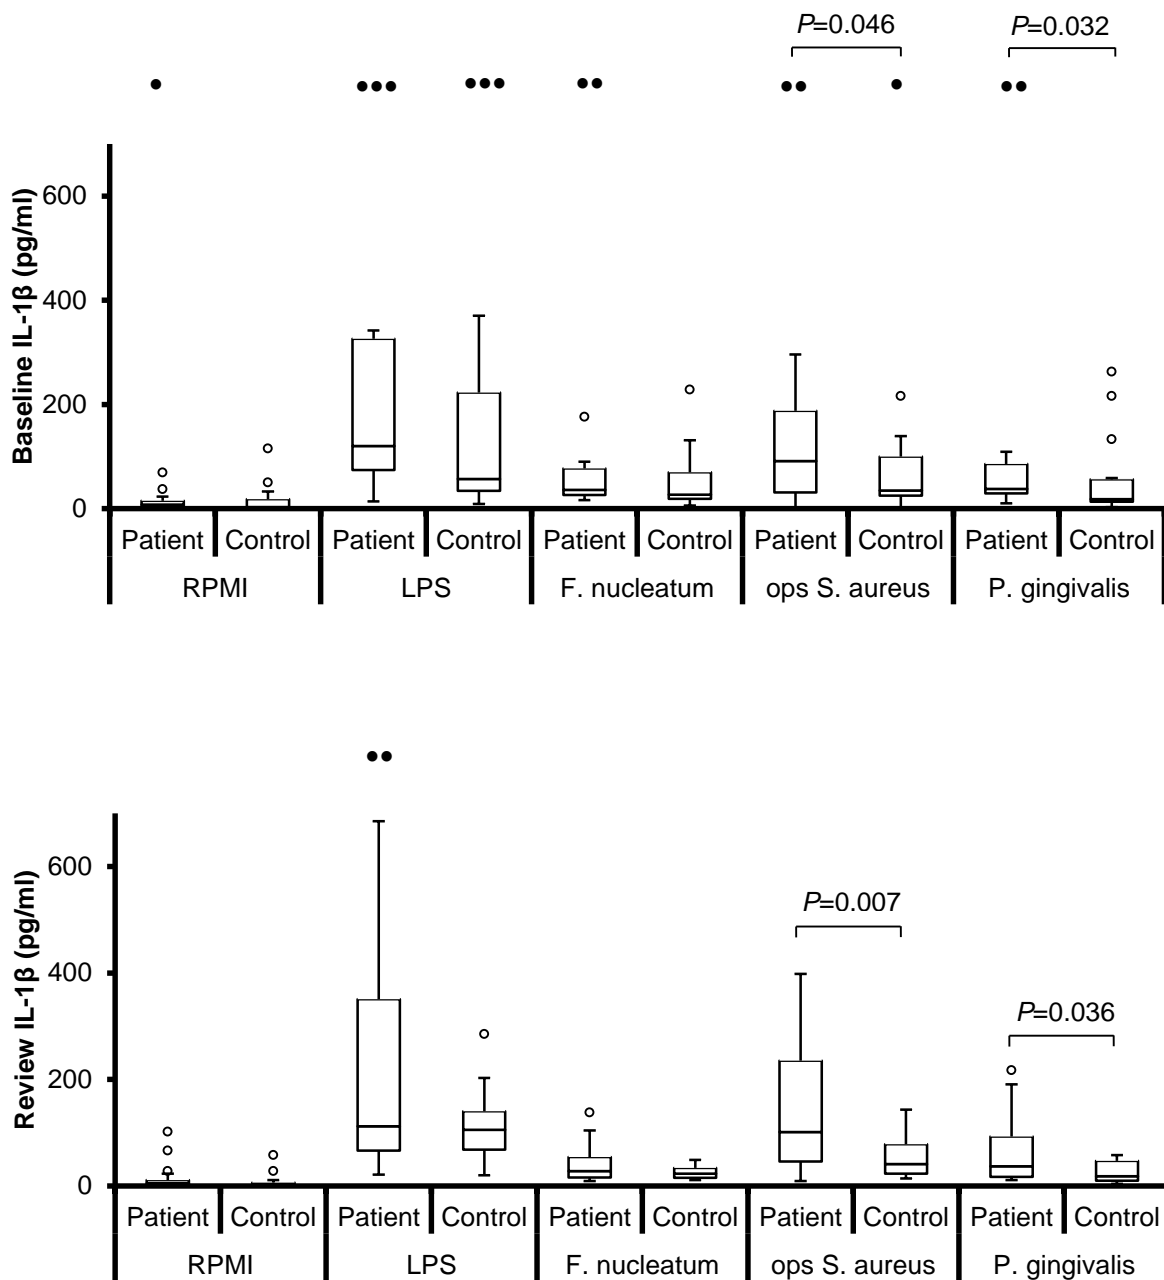 P=0.046
P=0.032
Baseline IL-1β (pg/ml)
600
400
200
0
Patient Control Patient Control Patient Control Patient Control Patient Control
RPMI LPS F. nucleatum ops S. aureus P. gingivalis
Review IL-1β (pg/ml)
600
P=0.007
400
P=0.036
200
0
Patient Control Patient Control Patient Control Patient Control Patient Control
RPMI LPS F. nucleatum ops S. aureus P. gingivalis